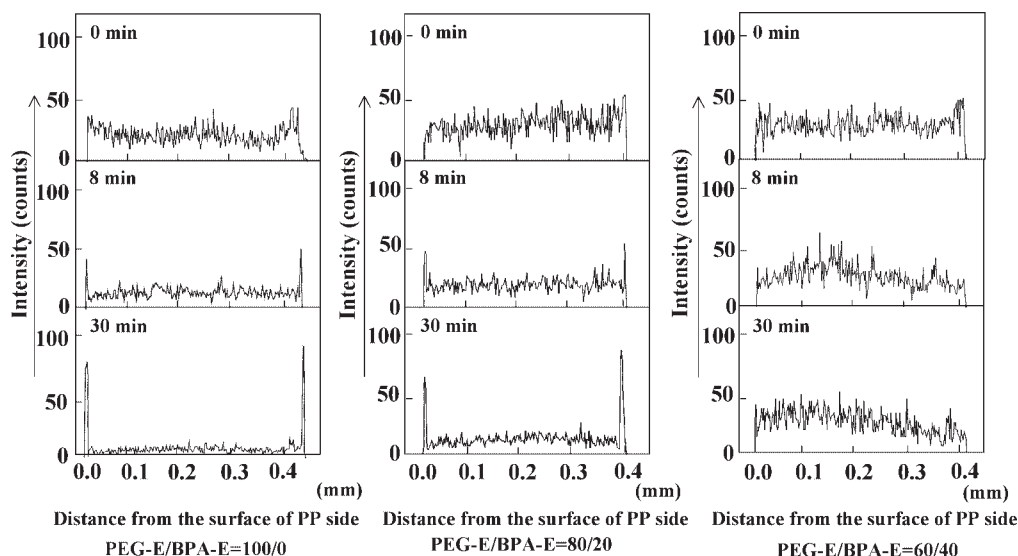 100
0 min
50
0
100
8 min
50
0
100
30 min
50
0
Intensity (counts)
0.0 0.1 0.2 0.3 0.4
(mm)
Distance from the surface of PP side
PEG-E/BPA-E=100/0
100
0 min
50
0
100
8 min
50
0
100
30 min
50
0
Intensity (counts)
0.0 0.1 0.2 0.3 0.4
(mm)
Distance from the surface of PP side
PEG-E/BPA-E=80/20
100
0 min
50
0
100
8 min
50
0
100
30 min
50
0
Intensity (counts)
0.0 0.1 0.2 0.3 0.4
(mm)
Distance from the surface of PP side
PEG-E/BPA-E=60/40